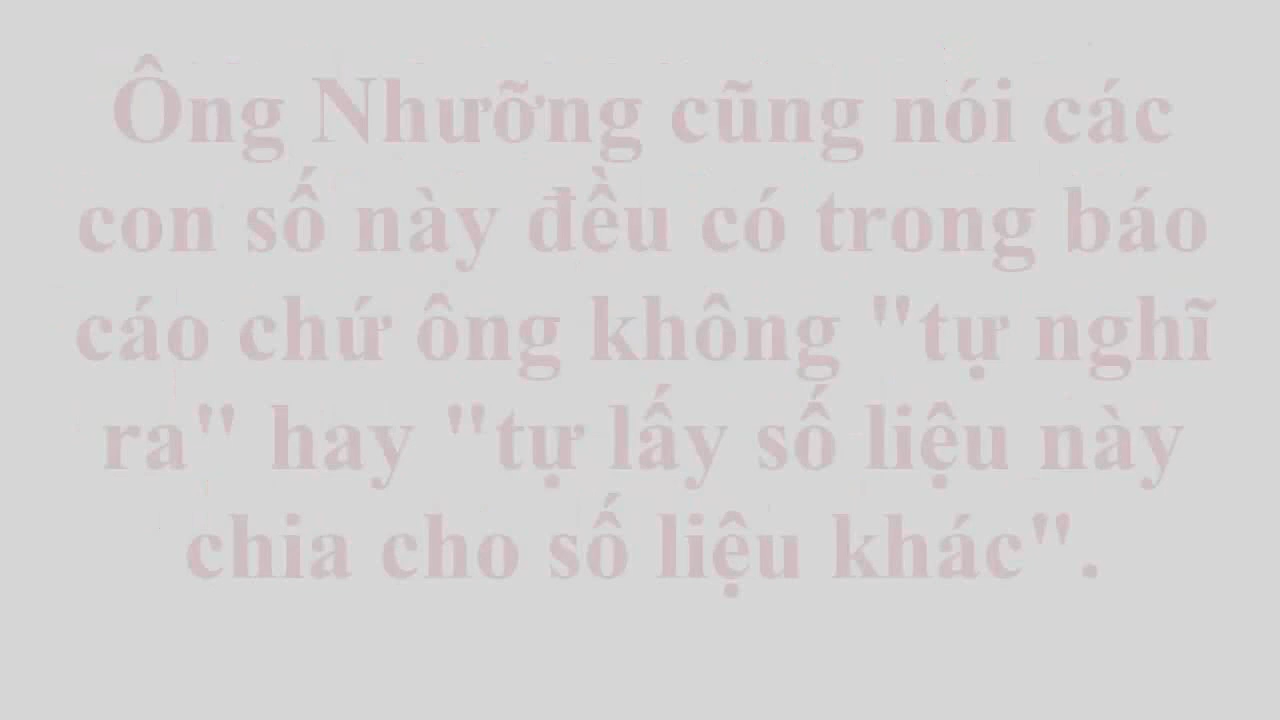 Ông Nhưỡng cũng nói các
con số này đều có trong báo
cáo chứ ông không "tự nghĩ
ra" hay "tự lấy số liệu này
chia cho số liệu khác".